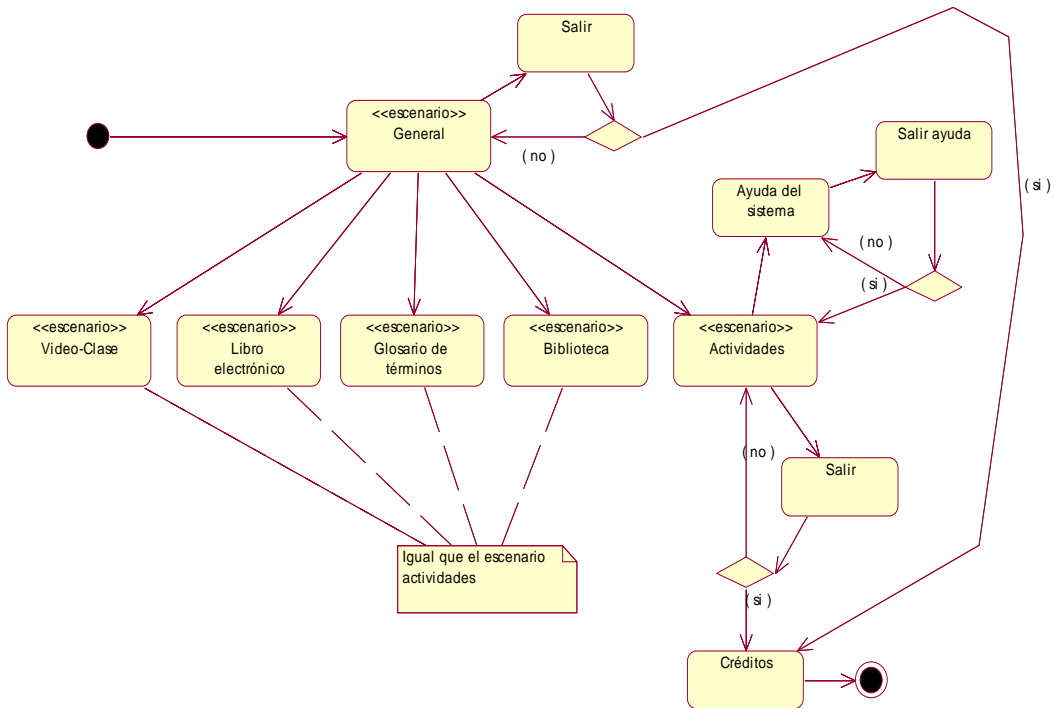 Salir
<<escenario>>
General
( no )
Salir ayuda
Ayuda del
sistema
( si )
( no )
( si )
<<escenario>>
Video-Clase
<<escenario>>
Libro
electrónico
<<escenario>>
Glosario de
términos
<<escenario>>
Biblioteca
<<escenario>>
Actividades
( no )
Salir
Igual que el escenario
actividades
( si )
Créditos